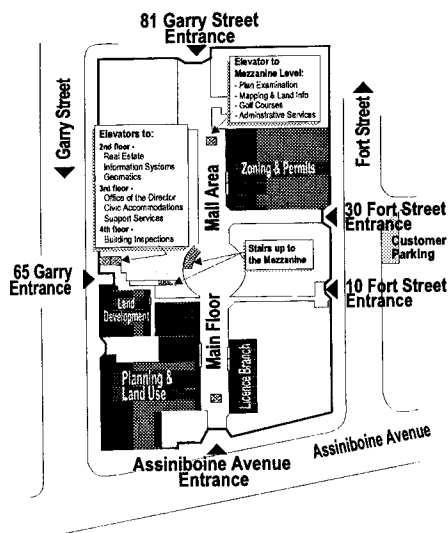 81 Garry Street
Entrance
Elevator to
Mezzanine Level:
- Plan Examination
- Mapping & Land Info
- Golf Courses
- Adminstrative Services
Garry Street
Fort Street
Elevators to:
2nd floor -
Real Estate
Information Systems
Geomatics
3rd floor -
Office of the Director
Civic Accommodations
Support Services
4th floor -
Building Inspections
Zoning & Permits
Mall Area
30 Fort Street
Entrance
Customer
Parking
Stairs up to
the Mezzanine
65 Garry
Entrance
10 Fort Street
Entrance
Land
Development
Main Floor
Planning &
Land Use
Licence Branch
Assiniboine Avenue
Entrance
Assiniboine Avenue